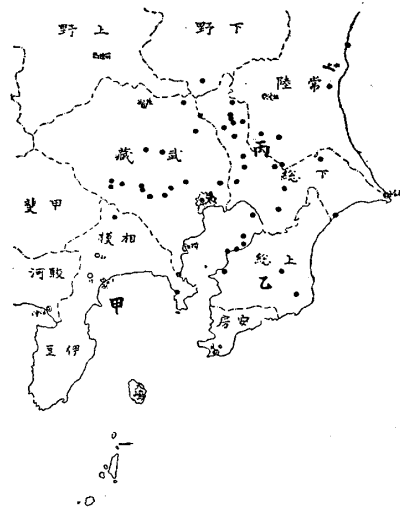 上野
下野
常陸
武藏
丙
下総
甲斐
相模
上総
駿河
乙
甲
安房
伊豆